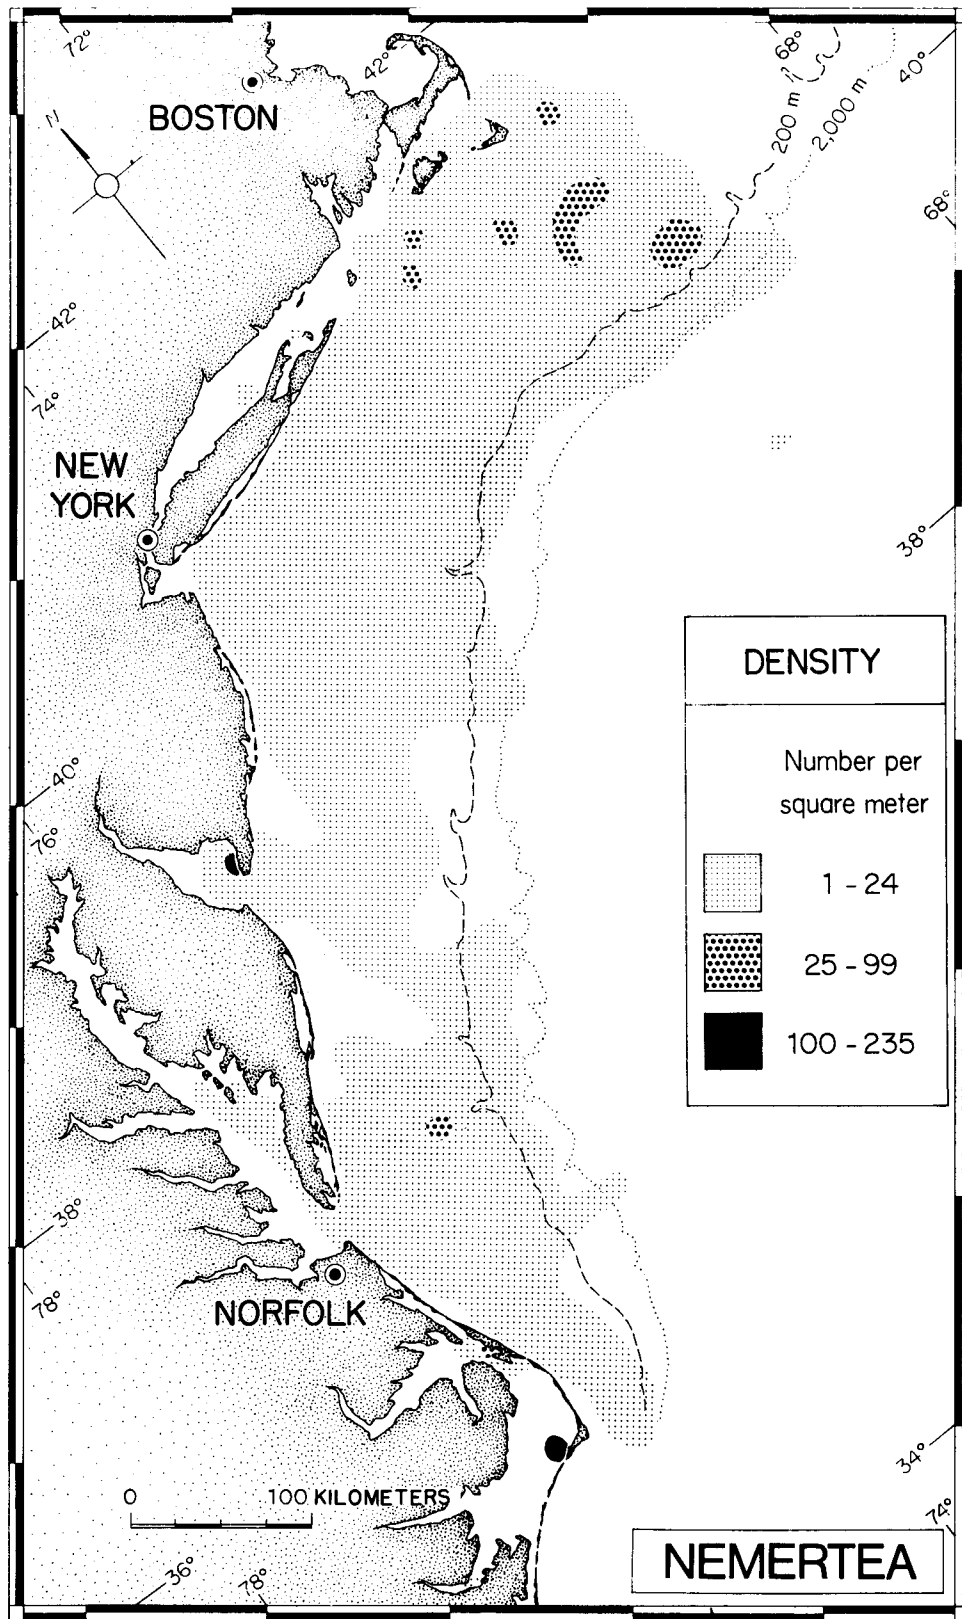 72°
42°
68°
40°
BOSTON
N
200 m
2,000 m
68°
42°
74°
NEW
YORK
38°
DENSITY
Number per
square meter
1 - 24
25 - 99
100 - 235
40°
76°
38°
78°
NORFOLK
34°
74°
0 100 KILOMETERS
36°
78°
NEMERTEA